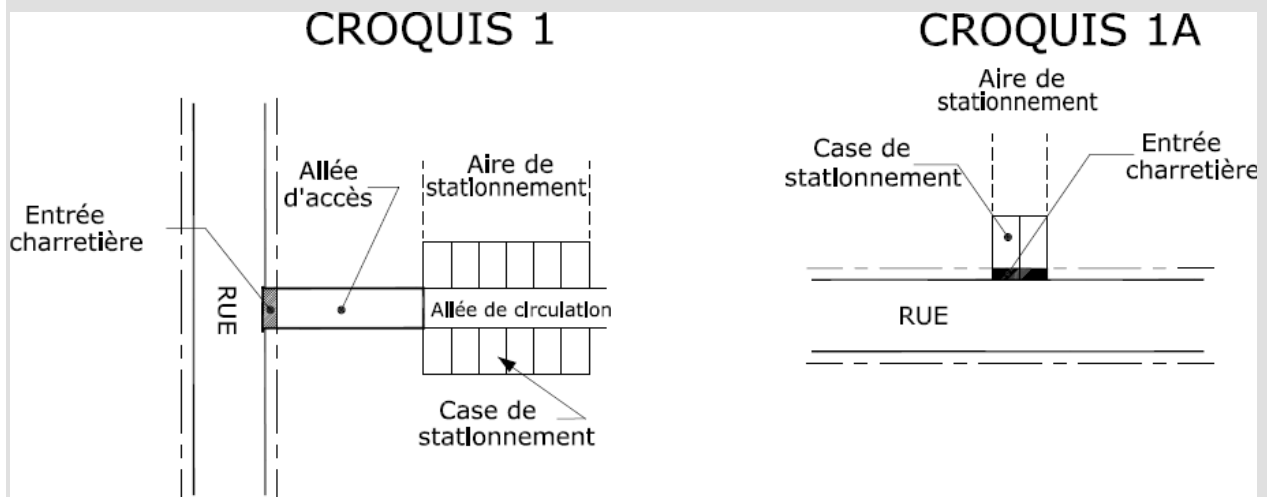 CROQUIS 1
Entrée
charretière
Allée
d'accès
Aire de
stationnement
RUE
Allée de circulation
Case de
stationnement
CROQUIS 1A
Aire de
stationnement
Case de
stationnement
Entrée
charretière
RUE